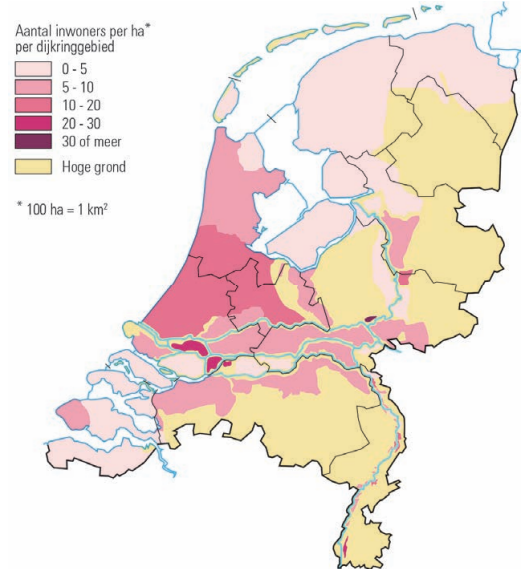 Aantal inwoners per ha*
per dijkringgebied
0 - 5
5 - 10
10 - 20
20 - 30
30 of meer
Hoge grond
* 100 ha = 1 km²